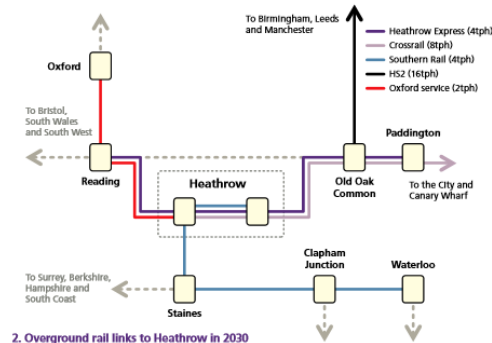 To Birmingham, Leeds
and Manchester
Heathrow Express (4tph)
Crossrail (8tph)
Southern Rail (4tph)
HS2 (16tph)
Oxford service (2tph)
Oxford
To Bristol,
South Wales
and South West
Paddington
Reading
Heathrow
Old Oak
Common
To the City and
Canary Wharf
Clapham
Junction
Waterloo
To Surrey, Berkshire,
Hampshire and
South Coast
Staines
2. Overground rail links to Heathrow in 2030